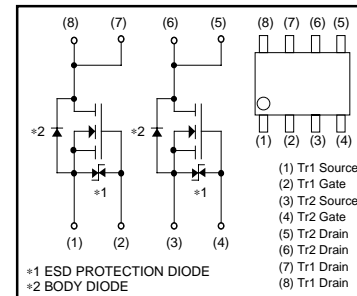 (8) (7) (6) (5)
(8) (7) (6) (5)
∗2 ∗2
∗1 ∗1
(1) (2) (3) (4)
(1) (2) (3) (4)
(1) Tr1 Source
(2) Tr1 Gate
(3) Tr2 Source
(4) Tr2 Gate
(5) Tr2 Drain
(6) Tr2 Drain
(7) Tr1 Drain
(8) Tr1 Drain
∗1 ESD PROTECTION DIODE
∗2 BODY DIODE